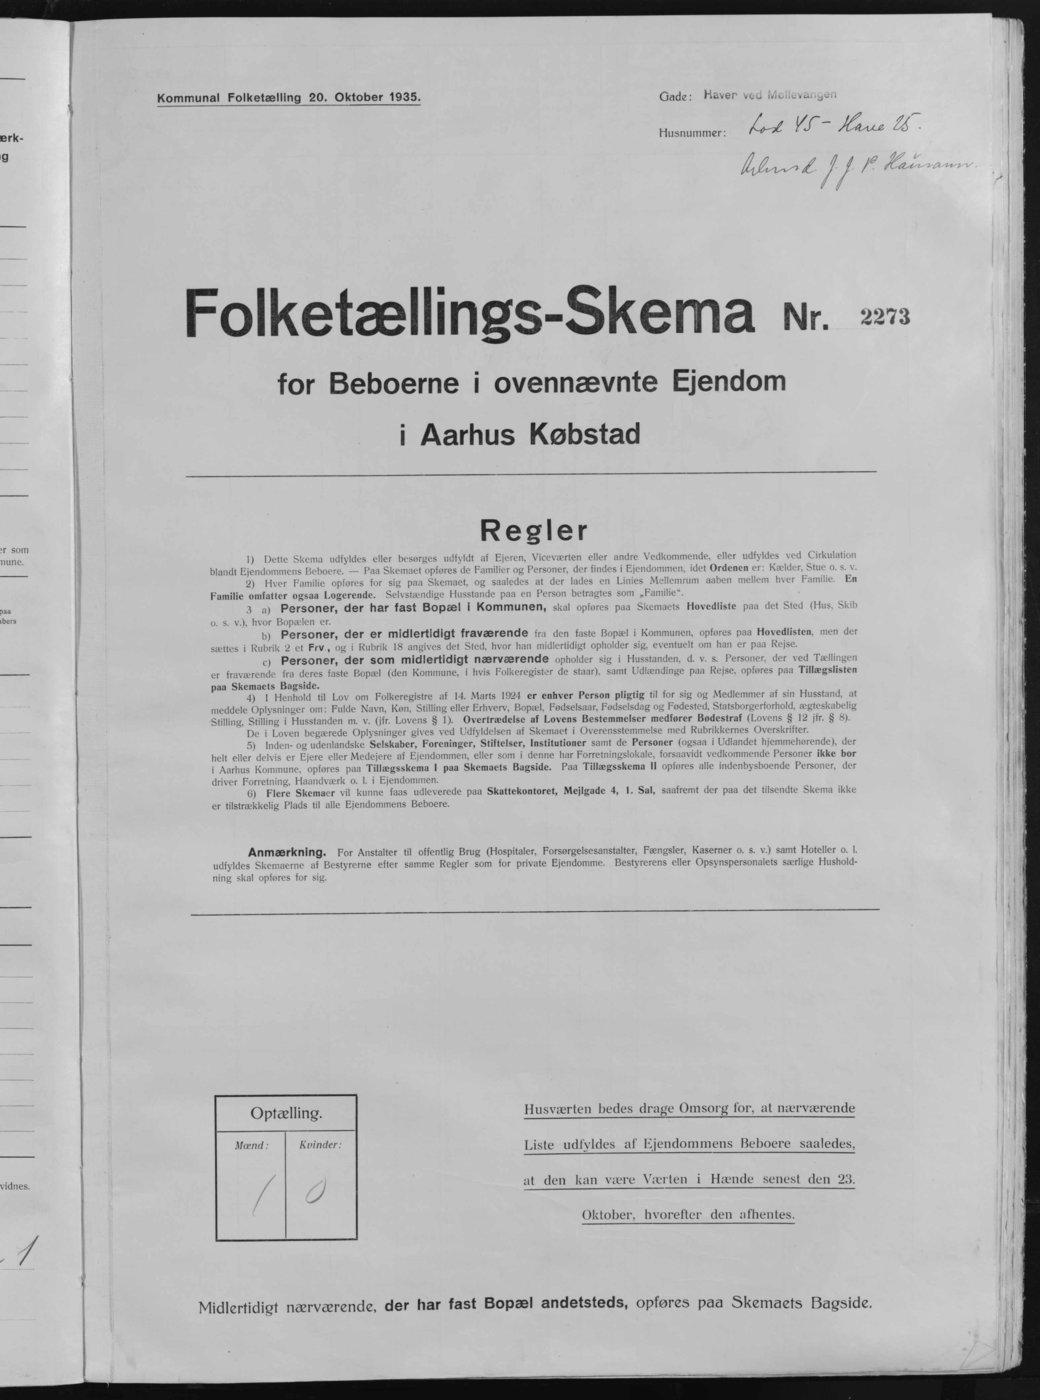 Kommunal Folketælling 20. Oktober 1935.
Gade: Haver ved Møllevangen
Husnummer: Lod 45 – Have 25.
Arbmd J. J. P. Haumann.
Folketællings-Skema Nr. 2273
for Beboerne i ovennævnte Ejendom
i Aarhus Købstad
Regler
1) Dette Skema udfyldes eller besørges udfyldt af Ejeren, Viceværten eller andre Vedkommende, eller udfyldes ved Cirkulation
blandt Ejendommens Beboere. — Paa Skemaet opføres de Familier og Personer, der findes i Ejendommen, idet Ordenen er: Kælder, Stue o. s. v.
2) Hver Familie opføres for sig paa Skemaet, og saaledes at der lades en Linies Mellemrum aaben mellem hver Familie. En
Familie omfatter ogsaa Logerende. Selvstændige Husstande paa en Person betragtes som „Familie“.
3 a) Personer, der har fast Bopæl i Kommunen, skal opføres paa Skemaets Hovedliste paa det Sted (Hus, Skib
o. s. v.), hvor Bopælen er.
b) Personer, der er midlertidigt fraværende fra den faste Bopæl i Kommunen, opføres paa Hovedlisten, men der
sættes i Rubrik 2 et Frv., og i Rubrik 18 angives det Sted, hvor han midlertidigt opholder sig, eventuelt om han er paa Rejse.
c) Personer, der som midlertidigt nærværende opholder sig i Husstanden, d. v. s. Personer, der ved Tællingen
er fraværende fra deres faste Bopæl (den Kommune, i hvis Folkeregister de staar), samt Udlændinge paa Rejse, opføres paa Tillægslisten
paa Skemaets Bagside.
4) I Henhold til Lov om Folkeregistre af 14. Marts 1924 er enhver Person pligtig til for sig og Medlemmer af sin Husstand, at
meddele Oplysninger om: Fulde Navn, Køn, Stilling eller Erhverv, Bopæl, Fødselsaar, Fødselsdag og Fødested, Statsborgerforhold, ægteskabelig
Stilling, Stilling i Husstanden m. v. (jfr. Lovens § 1). Overtrædelse af Lovens Bestemmelser medfører Bødestraf (Lovens § 12 jfr. § 8).
De i Loven begærede Oplysninger gives ved Udfyldelsen af Skemaet i Overensstemmelse med Rubrikkernes Overskrifter.
5) Inden- og udenlandske Selskaber, Foreninger, Stiftelser, Institutioner samt de Personer (ogsaa i Udlandet hjemmehørende), der
helt eller delvis er Ejere eller Medejere af Ejendommen, eller som i denne har Forretningslokale, forsaavidt vedkommende Personer ikke bor
i Aarhus Kommune, opføres paa Tillægsskema I paa Skemaets Bagside. Paa Tillægsskema II opføres alle indenbysboende Personer, der
driver Forretning, Haandværk o. l. i Ejendommen.
6) Flere Skemaer vil kunne faas udleverede paa Skattekontoret, Mejlgade 4, 1. Sal, saafremt der paa det tilsendte Skema ikke
er tilstrækkelig Plads til alle Ejendommens Beboere.
Anmærkning. For Anstalter til offentlig Brug (Hospitaler, Forsørgelsesanstalter, Fængsler, Kaserner o. s. v.) samt Hoteller o. l.
udfyldes Skemaerne af Bestyrerne efter samme Regler som for private Ejendomme. Bestyrerens eller Opsynspersonalets særlige Hushold-
ning skal opføres for sig.
Optælling.
Mænd: Kvinder:
1 0
Husværten bedes drage Omsorg for, at nærværende
Liste udfyldes af Ejendommens Beboere saaledes,
at den kan være Værten i Hænde senest den 23.
Oktober, hvorefter den afhentes.
Midlertidigt nærværende, der har fast Bopæl andetsteds, opføres paa Skemaets Bagside.